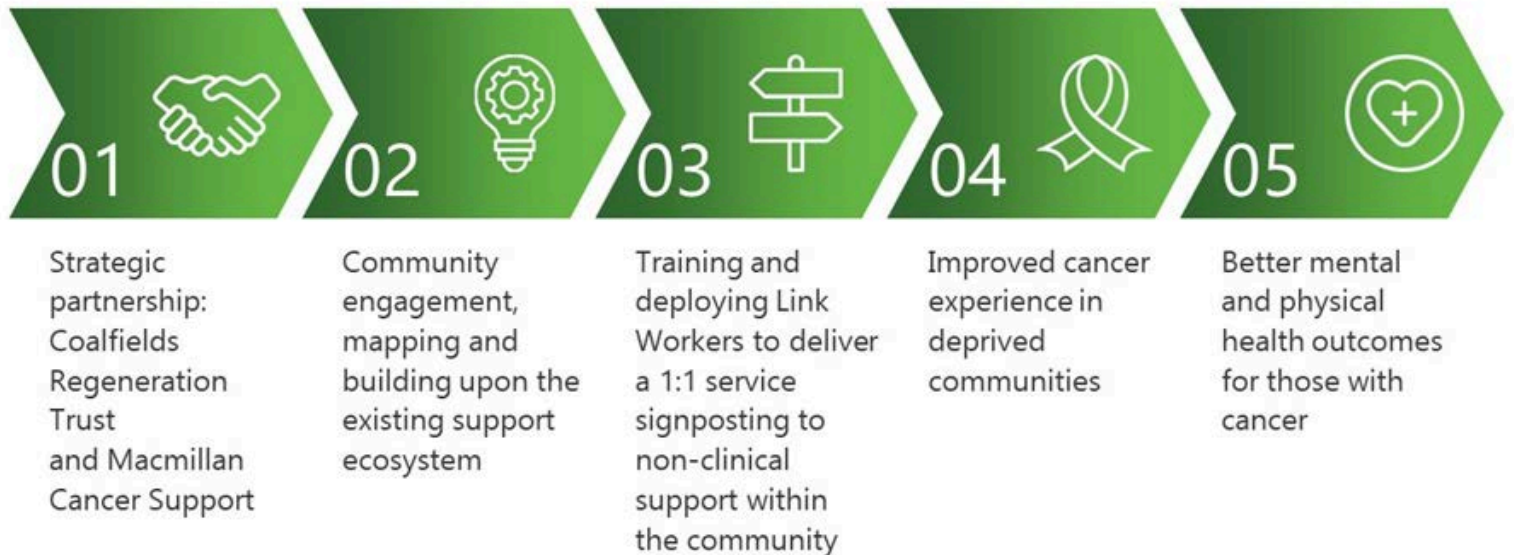 01
Strategic
partnership:
Coalfields
Regeneration
Trust
and Macmillan
Cancer Support
02
Community
engagement,
mapping and
building upon the
existing support
ecosystem
03
Training and
deploying Link
Workers to deliver
a 1:1 service
signposting to
non-clinical
support within
the community
04
Improved cancer
experience in
deprived
communities
05
Better mental
and physical
health outcomes
for those with
cancer